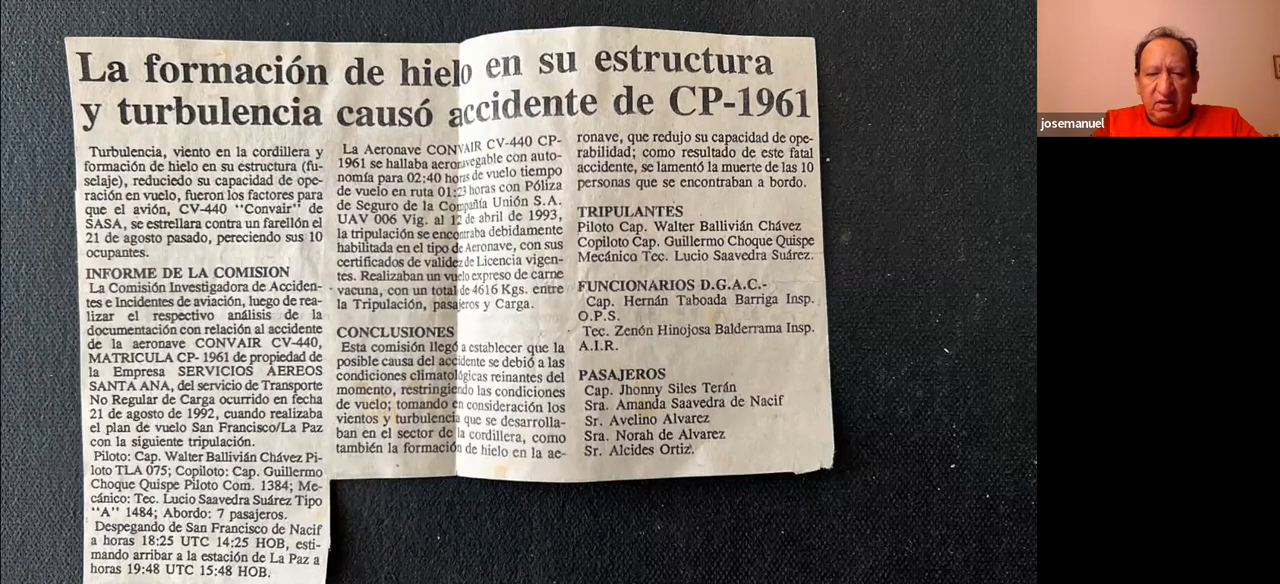 La formación de hielo en su estructura
y turbulencia causó accidente de CP-1961
Turbulencia, viento en la cordillera y
formación de hielo en su estructura (fu-
selaje), reduciedo su capacidad de ope-
ración en vuelo, fueron los factores para
que el avión, CV-440 "Convair" de
SASA, se estrellara contra un farellón el
21 de agosto pasado, pereciendo sus 10
ocupantes.
INFORME DE LA COMISION
La Comisión Investigadora de Acciden-
tes e Incidentes de aviación, luego de rea-
lizar el respectivo análisis de la
documentación con relación al accidente
de la aeronave CONVAIR CV-440,
MATRICULA CP- 1961 de propiedad de
la Empresa SERVICIOS AEREOS
SANTA ANA, del servicio de Transporte
No Regular de Carga ocurrido en fecha
21 de agosto de 1992, cuando realizaba
el plan de vuelo San Francisco/La Paz
con la siguiente tripulación.
Piloto: Cap. Walter Ballivián Chávez Pi-
loto TLA 075; Copiloto: Cap. Guillermo
Choque Quispe Piloto Com. 1384; Me-
cánico: Tec. Lucio Saavedra Suárez Tipo
"A" 1484; Abordo: 7 pasajeros.
Despegando de San Francisco de Nacif
a horas 18:25 UTC 14:25 HOB, esti-
mando arribar a la estación de La Paz a
horas 19:48 UTC 15:48 HOB.
La Aeronave CONVAIR CV-440 CP-
1961 se hallaba aeronavegable con auto-
nomía para 02:40 horas de vuelo tiempo
de vuelo en ruta 01:23 horas con Póliza
de Seguro de la Compañía Unión S.A.
UAV 006 Vig. al 12 de abril de 1993,
la tripulación se encontraba debidamente
habilitada en el tipo de Aeronave, con sus
certificados de validez de Licencia vigen-
tes. Realizaban un vuelo expreso de carne
vacuna, con un total de 4616 Kgs. entre
la Tripulación, pasajeros y Carga.
CONCLUSIONES
Esta comisión llegó a establecer que la
posible causa del accidente se debió a las
condiciones climatológicas reinantes del
momento, restringiendo las condiciones
de vuelo; tomando en consideración los
vientos y turbulencia que se desarrolla-
ban en el sector de la cordillera, como
también la formación de hielo en la ae-
ronave, que redujo su capacidad de ope-
rabilidad; como resultado de este fatal
accidente, se lamentó la muerte de las 10
personas que se encontraban a bordo.
TRIPULANTES
Piloto Cap. Walter Ballivián Chávez
Copiloto Cap. Guillermo Choque Quispe
Mecánico Tec. Lucio Saavedra Suárez.
FUNCIONARIOS D.G.A.C.-
Cap. Hernán Taboada Barriga Insp.
O.P.S.
Tec. Zenón Hinojosa Balderrama Insp.
A.I.R.
PASAJEROS
Cap. Jhonny Siles Terán
Sra. Amanda Saavedra de Nacif
Sr. Avelino Alvarez
Sra. Norah de Alvarez
Sr. Alcides Ortiz.
josemanuel